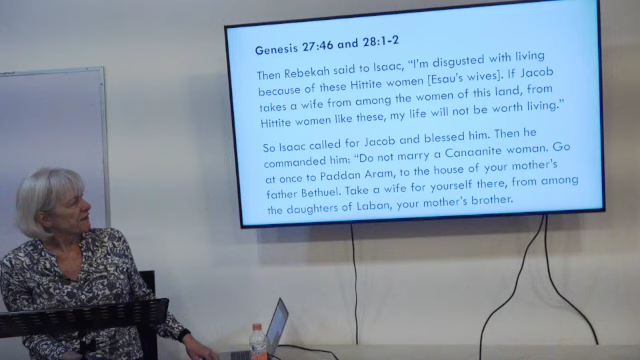 Genesis 27:46 and 28:1-2
Then Rebekah said to Isaac, “I’m disgusted with living
because of these Hittite women [Esau’s wives]. If Jacob
takes a wife from among the women of this land, from
Hittite women like these, my life will not be worth living.”
So Isaac called for Jacob and blessed him. Then he
commanded him: “Do not marry a Canaanite woman. Go
at once to Paddan Aram, to the house of your mother’s
father Bethuel. Take a wife for yourself there, from among
the daughters of Laban, your mother’s brother.